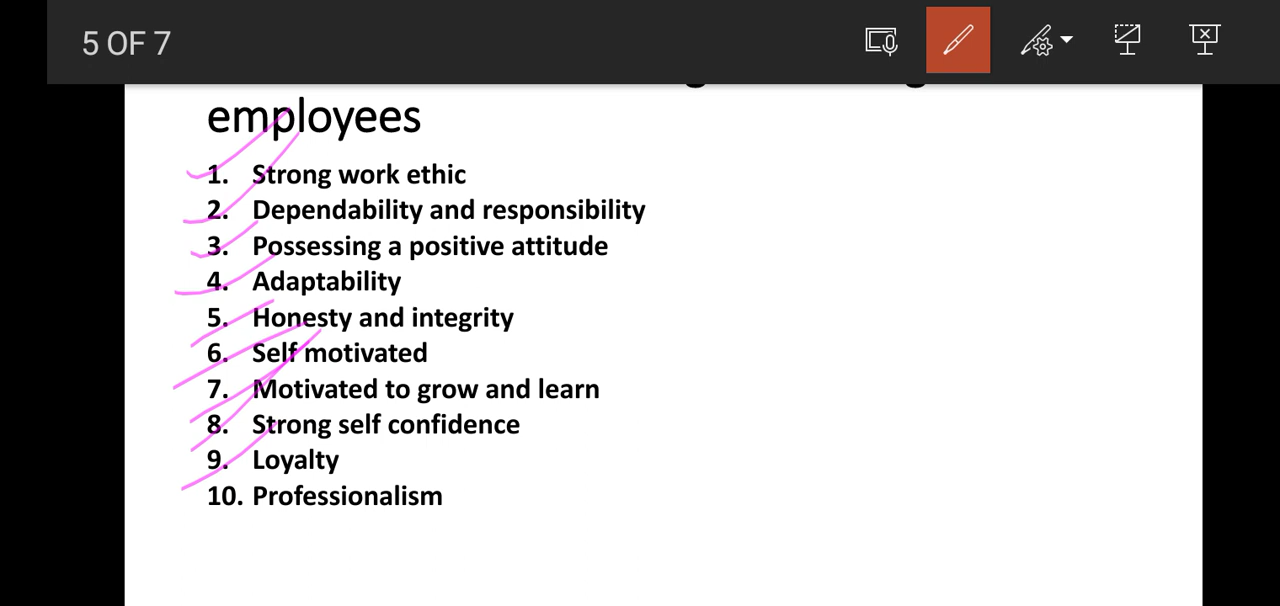 5 OF 7
employees
1. Strong work ethic
2. Dependability and responsibility
3. Possessing a positive attitude
4. Adaptability
5. Honesty and integrity
6. Self motivated
7. Motivated to grow and learn
8. Strong self confidence
9. Loyalty
10. Professionalism